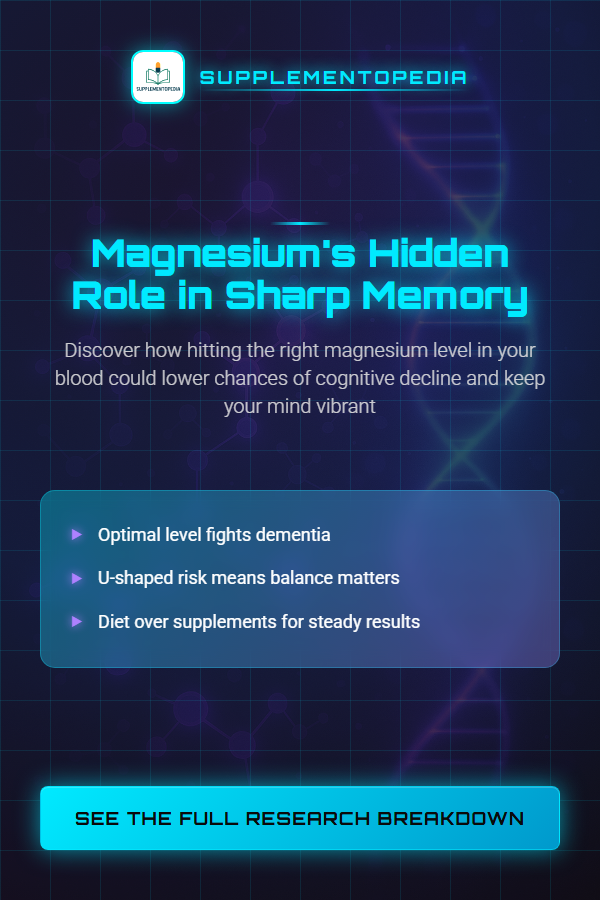 SUPPLEMENTOPEDIA
SUPPLEMENTOPEDIA
Magnesium's Hidden
Role in Sharp Memory
Discover how hitting the right magnesium level in your
blood could lower chances of cognitive decline and keep
your mind vibrant
Optimal level fights dementia
U-shaped risk means balance matters
Diet over supplements for steady results
SEE THE FULL RESEARCH BREAKDOWN